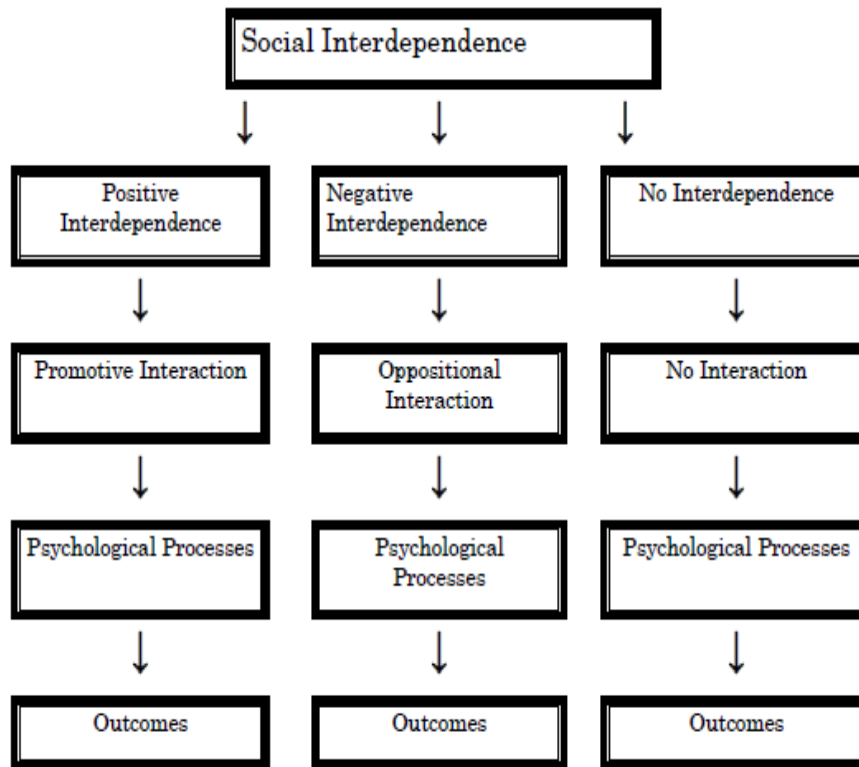 Social Interdependence
Positive
Interdependence
Negative
Interdependence
No Interdependence
Promotive Interaction
Oppositional
Interaction
No Interaction
Psychological Processes
Psychological
Processes
Psychological Processes
Outcomes
Outcomes
Outcomes